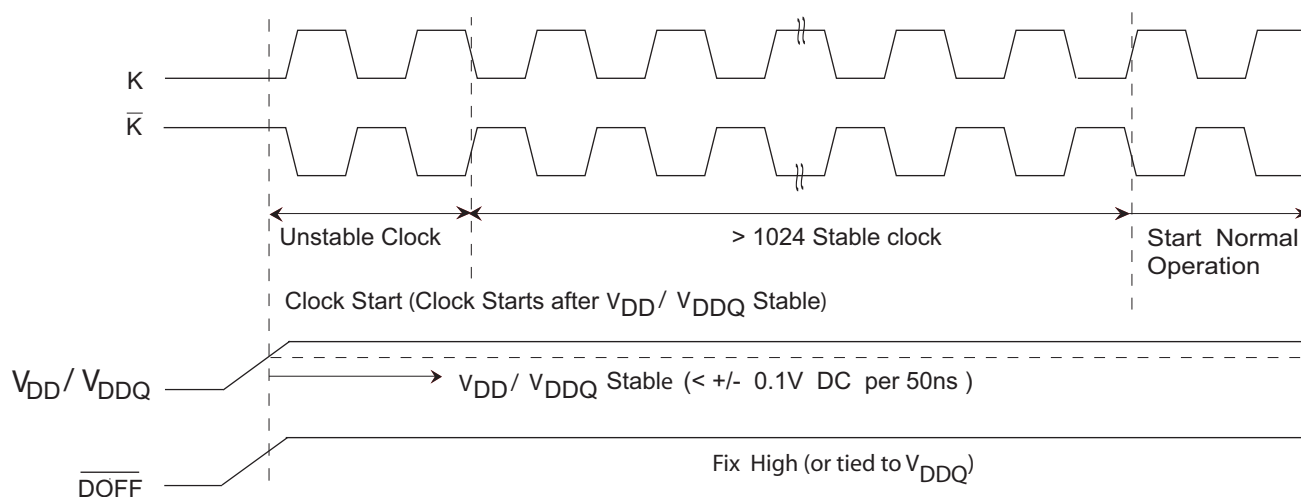 K
K̅
Unstable Clock
> 1024 Stable clock
Start Normal
Operation
Clock Start (Clock Starts after VDD / VDDQ Stable)
VDD / VDDQ
VDD / VDDQ Stable (< +/- 0.1V DC per 50ns )
Fix High (or tied to VDDQ)
D̅O̅F̅F̅